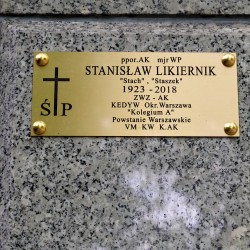 ppor.AK mjr WP
STANISŁAW LIKIERNIK
"Stach" , "Staszek"
1923 - 2018
ZWZ - AK
KEDYW Okr.Warszawa
"Kolegium A"
Powstanie Warszawskie
VM KW K.AK
Ś P